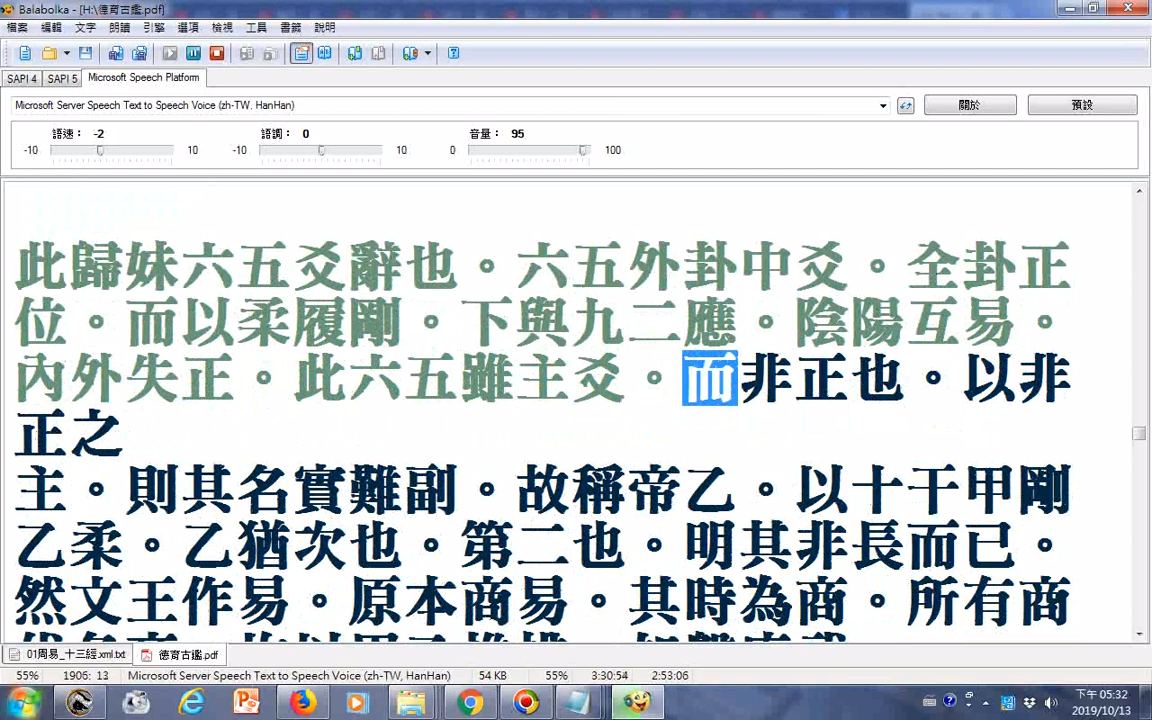 Balabolka - [H:\德育古鑑.pdf]
檔案 編輯 文字 朗讀 引擎 選項 檢視 工具 書籤 說明
SAPI 4 SAPI 5 Microsoft Speech Platform
Microsoft Server Speech Text to Speech Voice (zh-TW, HanHan) 關於 預設
語速： -2 語調： 0 音量： 95
-10 10 -10 10 0 100
此歸妹六五爻辭也。六五外卦中爻。全卦正
位。而以柔履剛。下與九二應。陰陽互易。
內外失正。此六五雖主爻。而非正也。以非
正之
主。則其名實難副。故稱帝乙。以十干甲剛
乙柔。乙猶次也。第二也。明其非長而已。
然文王作易。原本商易。其時為商。所有商
01周易_十三經.xml.txt 德育古鑑.pdf
55% 1906: 13 Microsoft Server Speech Text to Speech Voice (zh-TW, HanHan) 54 KB 55% 3:30:54 2:53:06
下午 05:32
2019/10/13